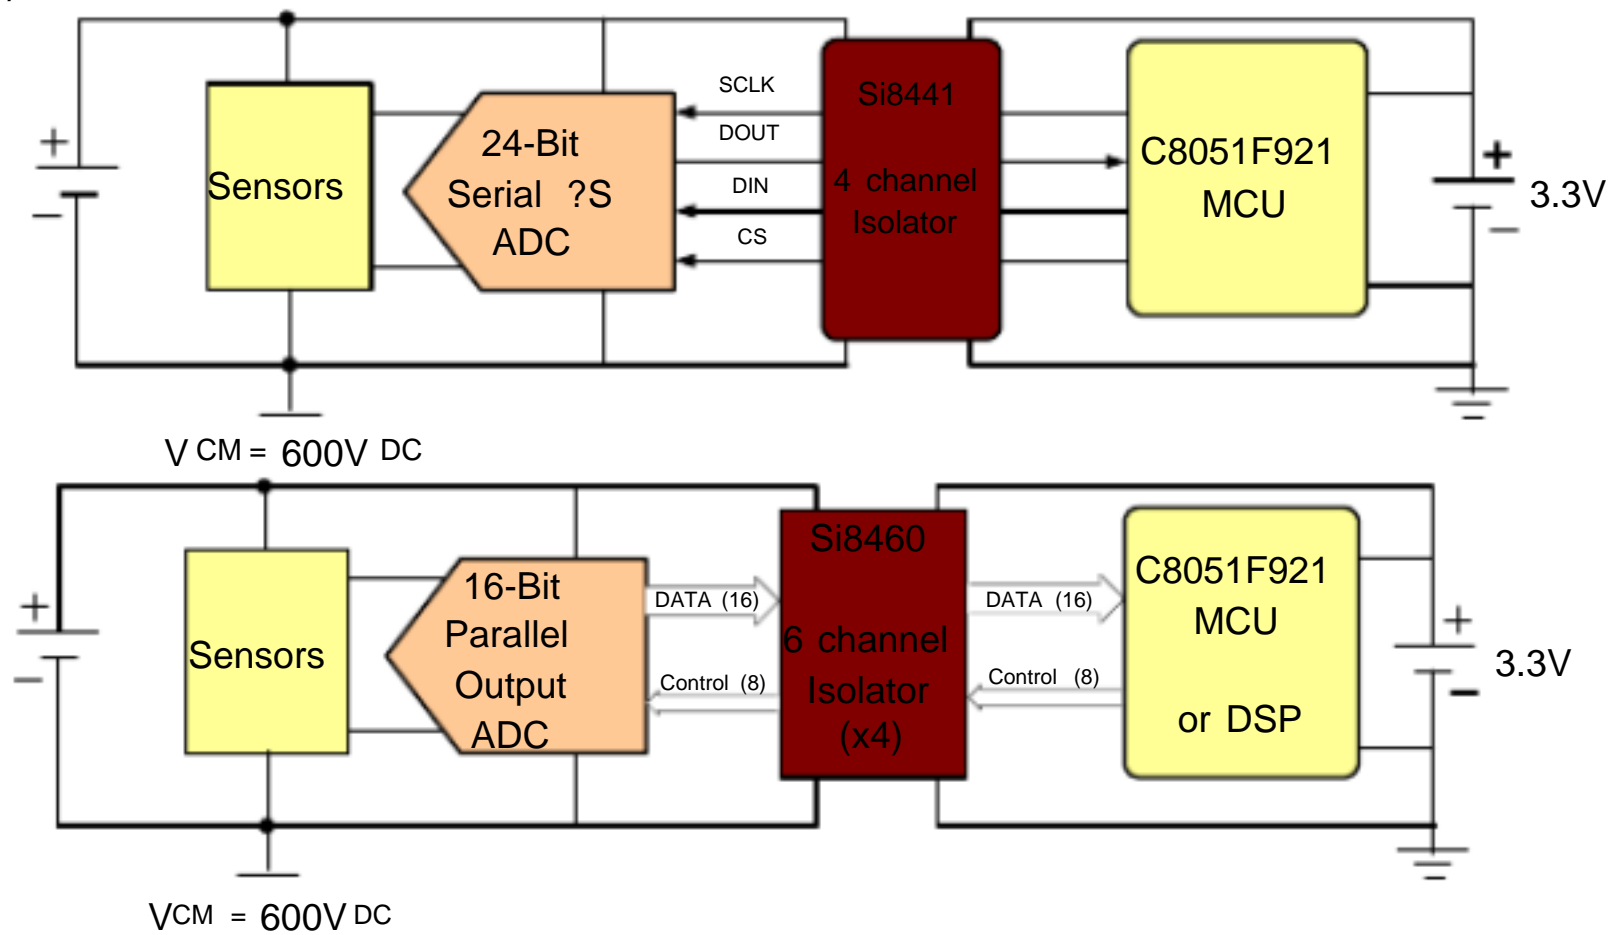 SCLK
DOUT
DIN
CS
Sensors
24-Bit
Serial ?S
ADC
Si8441
4 channel
Isolator
C8051F921
MCU
+
−
+
−
3.3V
V CM = 600V DC
Sensors
16-Bit
Parallel
Output
ADC
DATA (16)
Control (8)
Si8460
6 channel
Isolator
(x4)
DATA (16)
Control (8)
C8051F921
MCU
or DSP
+
−
+
−
3.3V
VCM = 600V DC